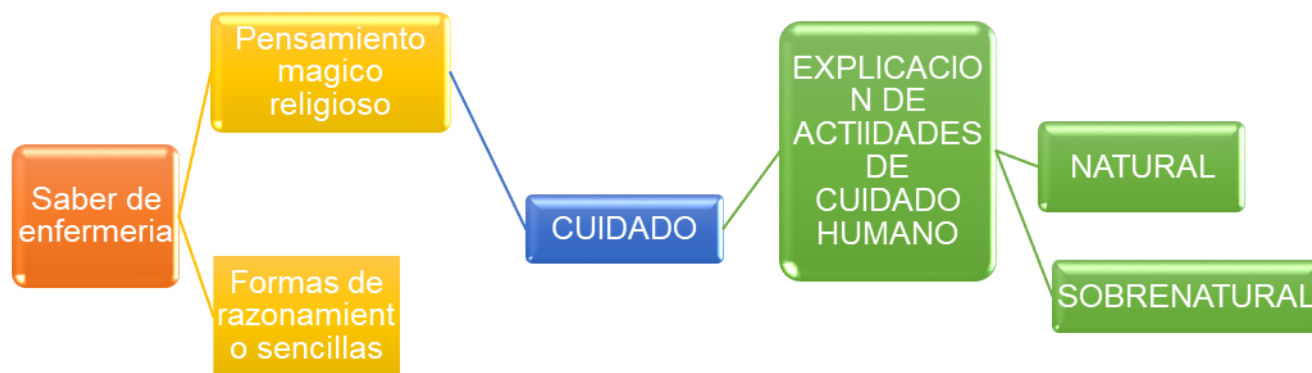 Saber de
enfermeria
Pensamiento
magico
religioso
Formas de
razonamient
o sencillas
CUIDADO
EXPLICACIO
N DE
ACTIIDADES
DE
CUIDADO
HUMANO
NATURAL
SOBRENATURAL